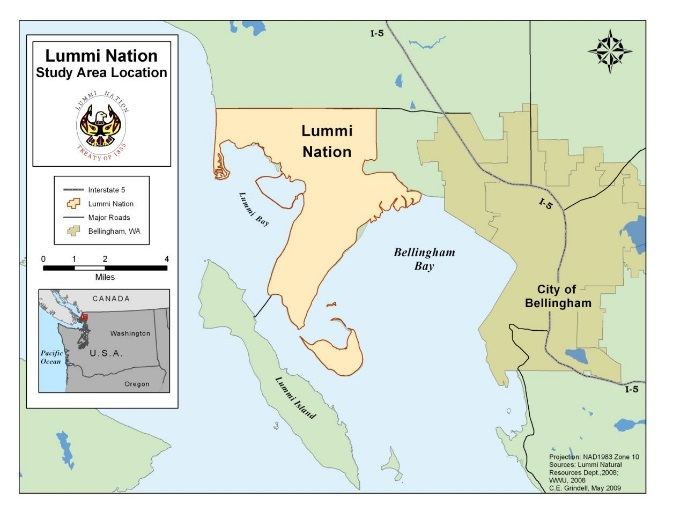 Lummi Nation
Study Area Location
LUMMI NATION
TREATY OF 1855
Interstate 5
Lummi Nation
Major Roads
Bellingham, WA
0 1 2 4
Miles
CANADA
Washington
Pacific
Ocean
U.S.A.
Oregon
I-5
Lummi
Nation
Lummi Bay
Bellingham
Bay
I-5
City of
Bellingham
Lummi Island
I-5
Projection: NAD1983 Zone 10
Sources: Lummi Natural
Resources Dept.,2008;
WWU, 2006
C.E. Grindell, May 2009